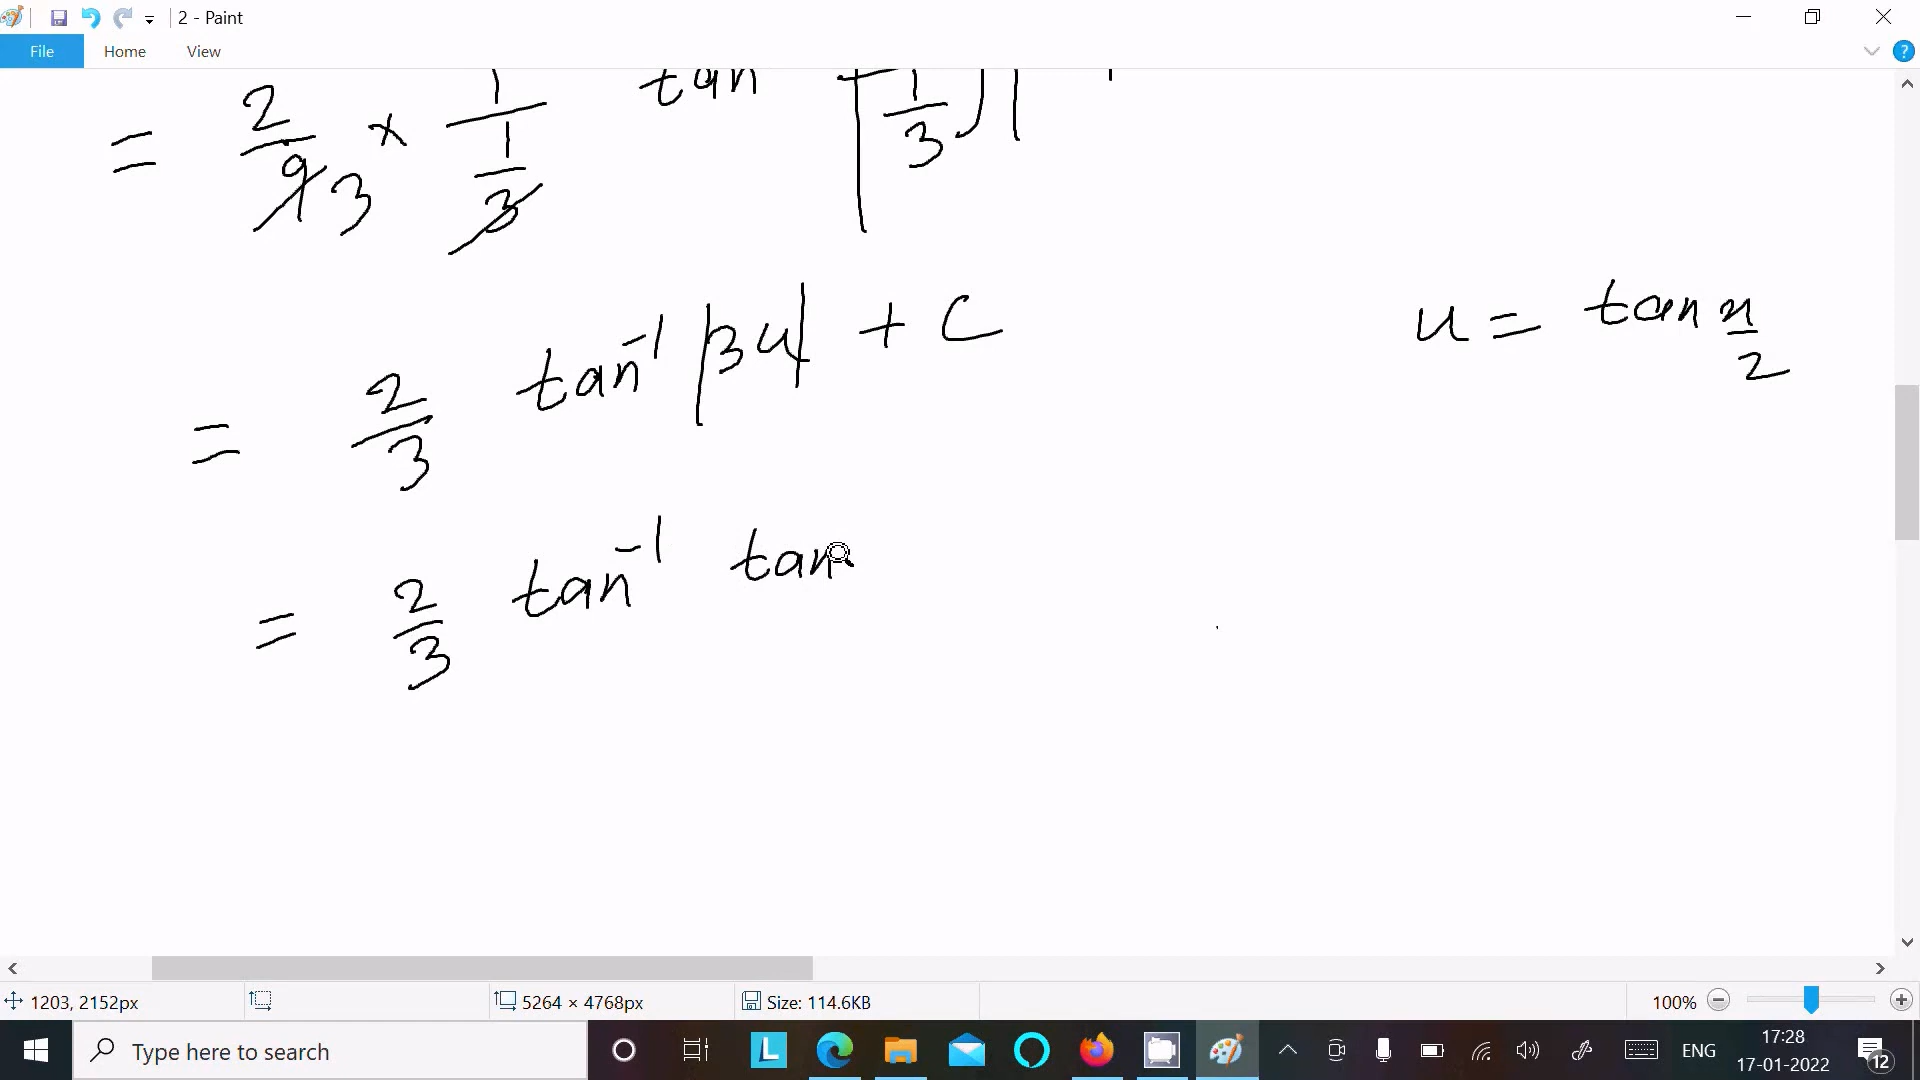 2 - Paint
File Home View
= 2/9 3 × 1/(1/3) tan 1/3
= 2/3 tan⁻¹ |3u| + C
u = tan x/2
= 2/3 tan⁻¹ tan
1203, 2152px 5264 × 4768px Size: 114.6KB 100%
Type here to search L ENG 17:28
17-01-2022 12